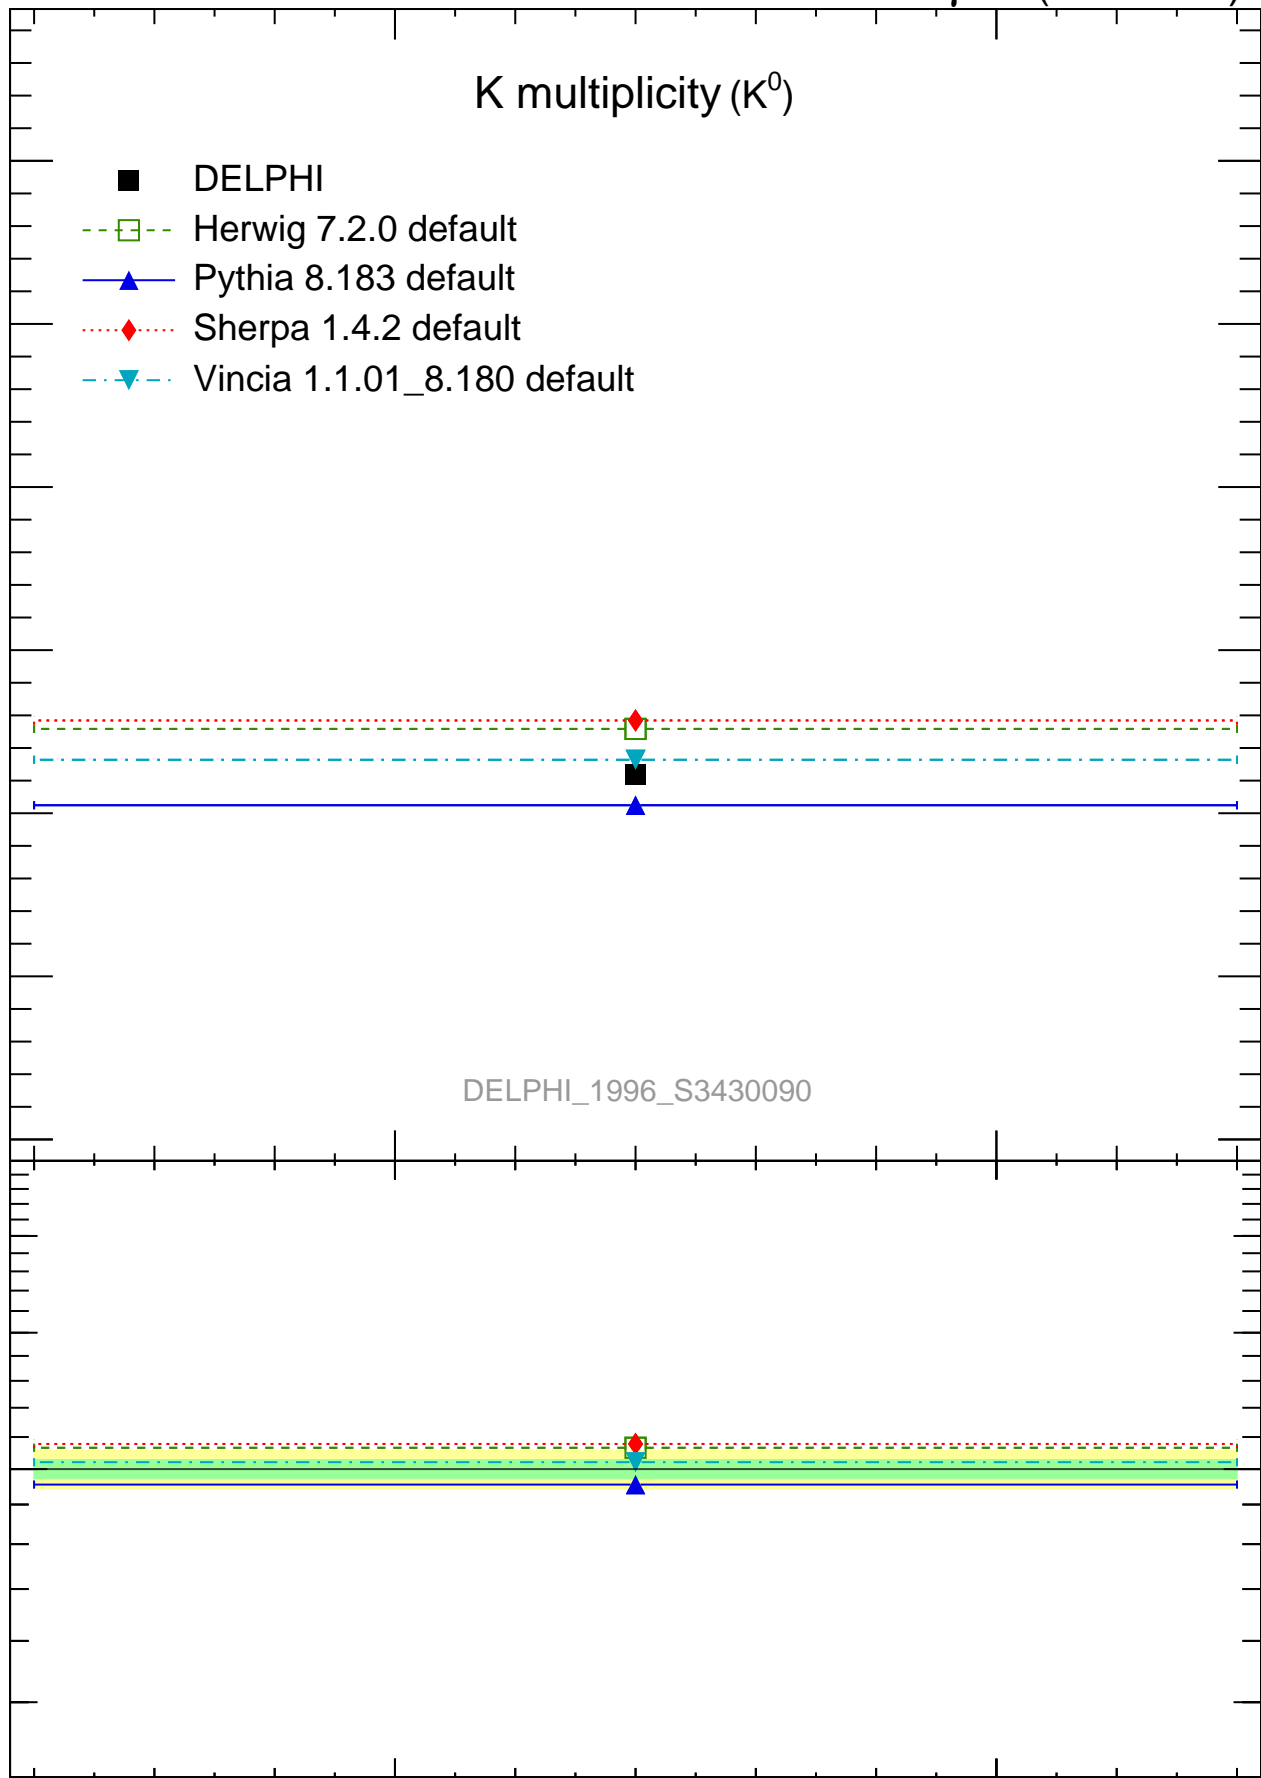 K multiplicity (K⁰)
DELPHI
Herwig 7.2.0 default
Pythia 8.183 default
Sherpa 1.4.2 default
Vincia 1.1.01_8.180 default
DELPHI_1996_S3430090